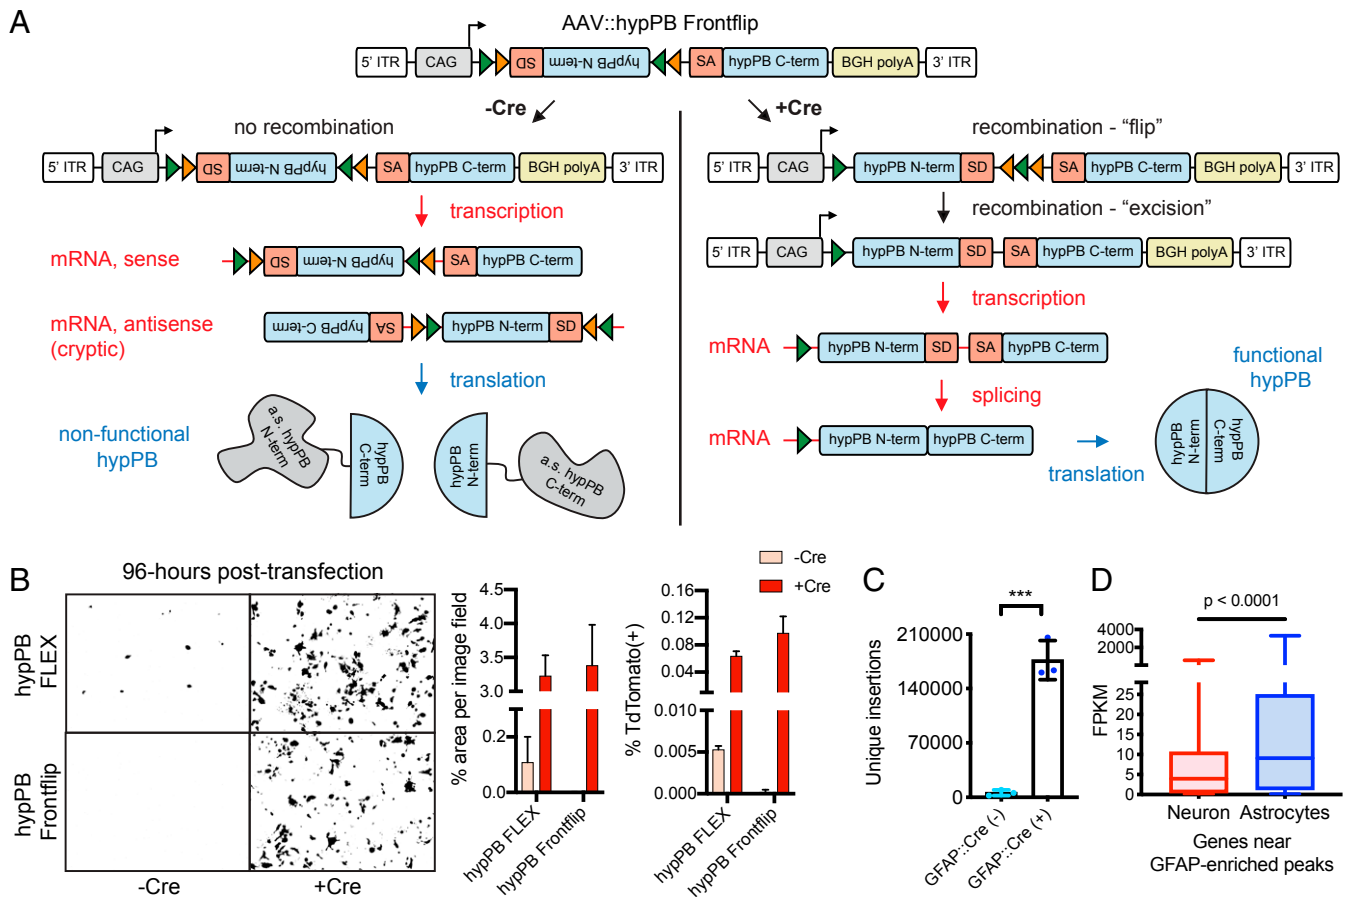 A
AAV::hypPB Frontflip
5' ITR CAG SD hypPB N-term SA hypPB C-term BGH polyA 3' ITR
-Cre
+Cre
no recombination
5' ITR CAG SD hypPB N-term SA hypPB C-term BGH polyA 3' ITR
transcription
mRNA, sense
SD hypPB N-term SA hypPB C-term
mRNA, antisense
(cryptic)
hypPB C-term SA hypPB N-term SD
translation
non-functional
hypPB
a.s. hypPB
N-term
hypPB
C-term
hypPB
N-term
a.s. hypPB
C-term
recombination - “flip”
5' ITR CAG hypPB N-term SD SA hypPB C-term BGH polyA 3' ITR
recombination - “excision”
5' ITR CAG hypPB N-term SD SA hypPB C-term BGH polyA 3' ITR
transcription
mRNA
hypPB N-term SD SA hypPB C-term
splicing
mRNA
hypPB N-term hypPB C-term
translation
functional
hypPB
hypPB
N-term
hypPB
C-term
B
96-hours post-transfection
hypPB
FLEX
hypPB
Frontflip
-Cre
+Cre
-Cre
+Cre
% area per image field
4.5
3.5
3.0
0.2
0.0
hypPB FLEX
hypPB Frontflip
% TdTomato(+)
0.16
0.12
0.08
0.04
0.010
0.005
0.000
hypPB FLEX
hypPB Frontflip
C
***
Unique insertions
210000
140000
70000
0
GFAP::Cre (-)
GFAP::Cre (+)
D
p < 0.0001
FPKM
4000
2000
25
20
15
10
5
0
Neuron Astrocytes
Genes near
GFAP-enriched peaks